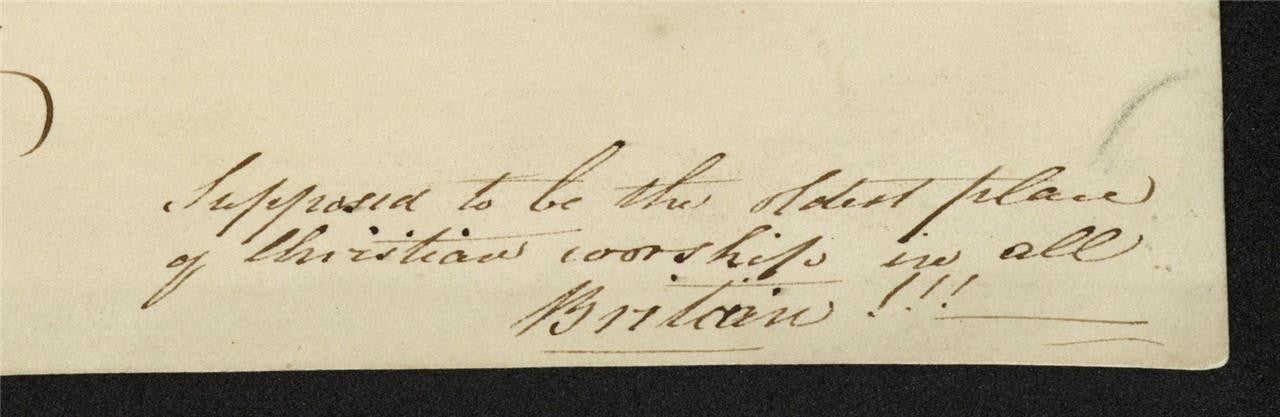 Supposed to be the oldest place
of Christian worship in all
Britain !!!